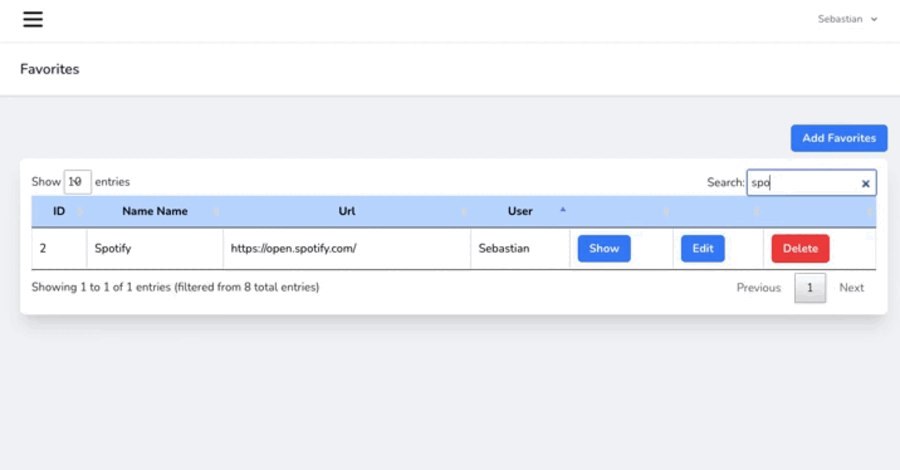 Sebastian
Favorites
Add Favorites
Show 10 entries
Search: spo
ID Name Name Url User
2 Spotify https://open.spotify.com/ Sebastian Show Edit Delete
Showing 1 to 1 of 1 entries (filtered from 8 total entries)
Previous 1 Next